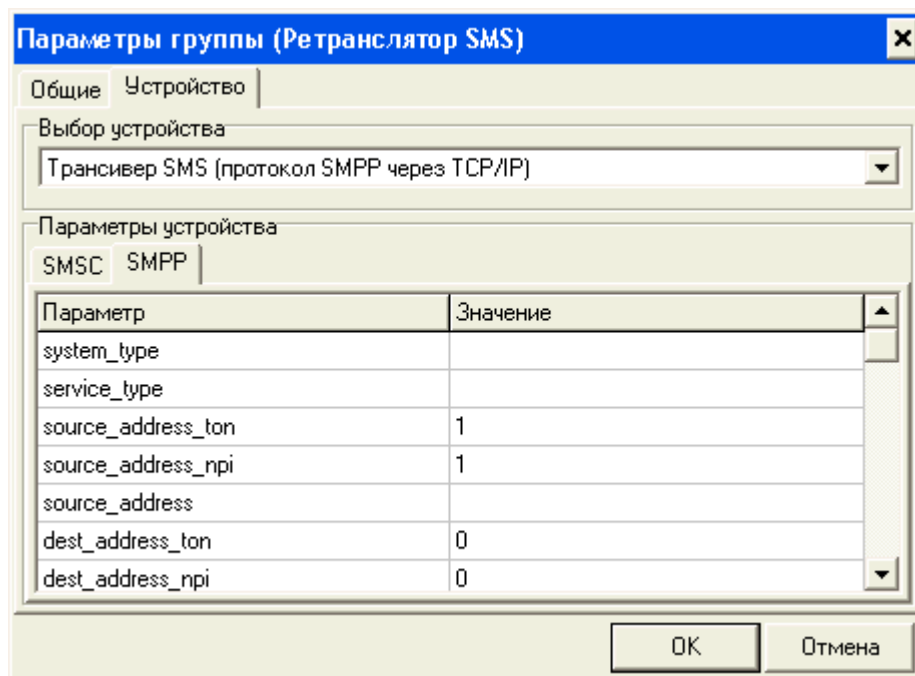 Параметры группы (Ретранслятор SMS)
Общие Устройство
Выбор устройства
Трансивер SMS (протокол SMPP через TCP/IP)
Параметры устройства
SMSC SMPP
Параметр Значение
system_type
service_type
source_address_ton 1
source_address_npi 1
source_address
dest_address_ton 0
dest_address_npi 0
OK Отмена